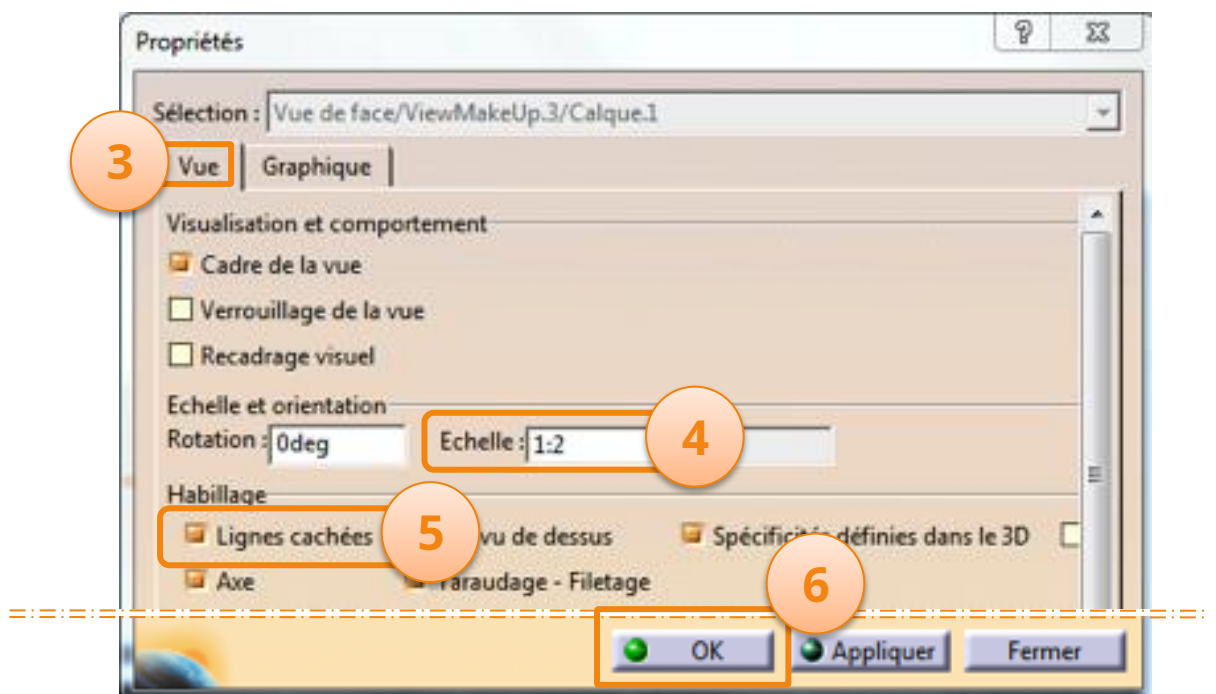 Propriétés
Sélection : Vue de face/ViewMakeUp.3/Calque.1
3
Vue Graphique
Visualisation et comportement
Cadre de la vue
Verrouillage de la vue
Recadrage visuel
Echelle et orientation
Rotation : 0deg Echelle : 1:2 4
Habillage
Lignes cachées 5 vu de dessus Spécificités définies dans le 3D
Axe Taraudage - Filetage
6
OK Appliquer Fermer